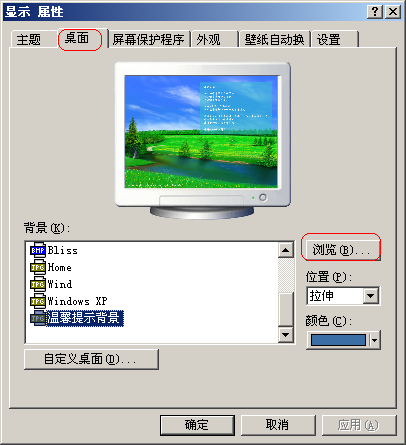 显示 属性
主题 桌面 屏幕保护程序 外观 壁纸自动换 设置
背景(K):
Bliss
Home
Wind
Windows XP
温馨提示背景
浏览(B)...
位置(P):
拉伸
颜色(C):
自定义桌面(D)...
确定 取消 应用(A)